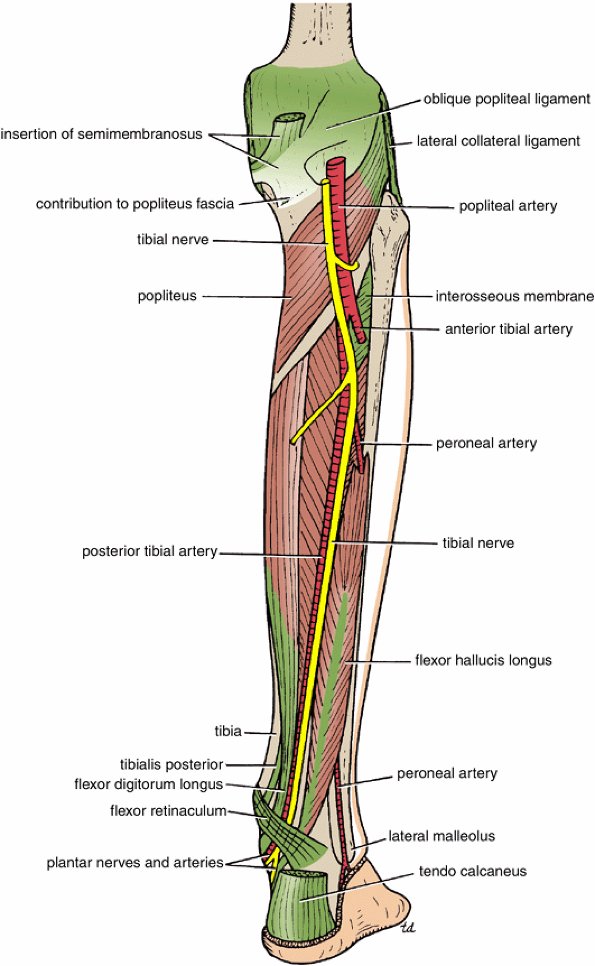 oblique popliteal ligament
insertion of semimembranosus
lateral collateral ligament
contribution to popliteus fascia
popliteal artery
tibial nerve
popliteus
interosseous membrane
anterior tibial artery
peroneal artery
posterior tibial artery
tibial nerve
flexor hallucis longus
tibia
tibialis posterior
peroneal artery
flexor digitorum longus
flexor retinaculum
lateral malleolus
plantar nerves and arteries
tendo calcaneus
td